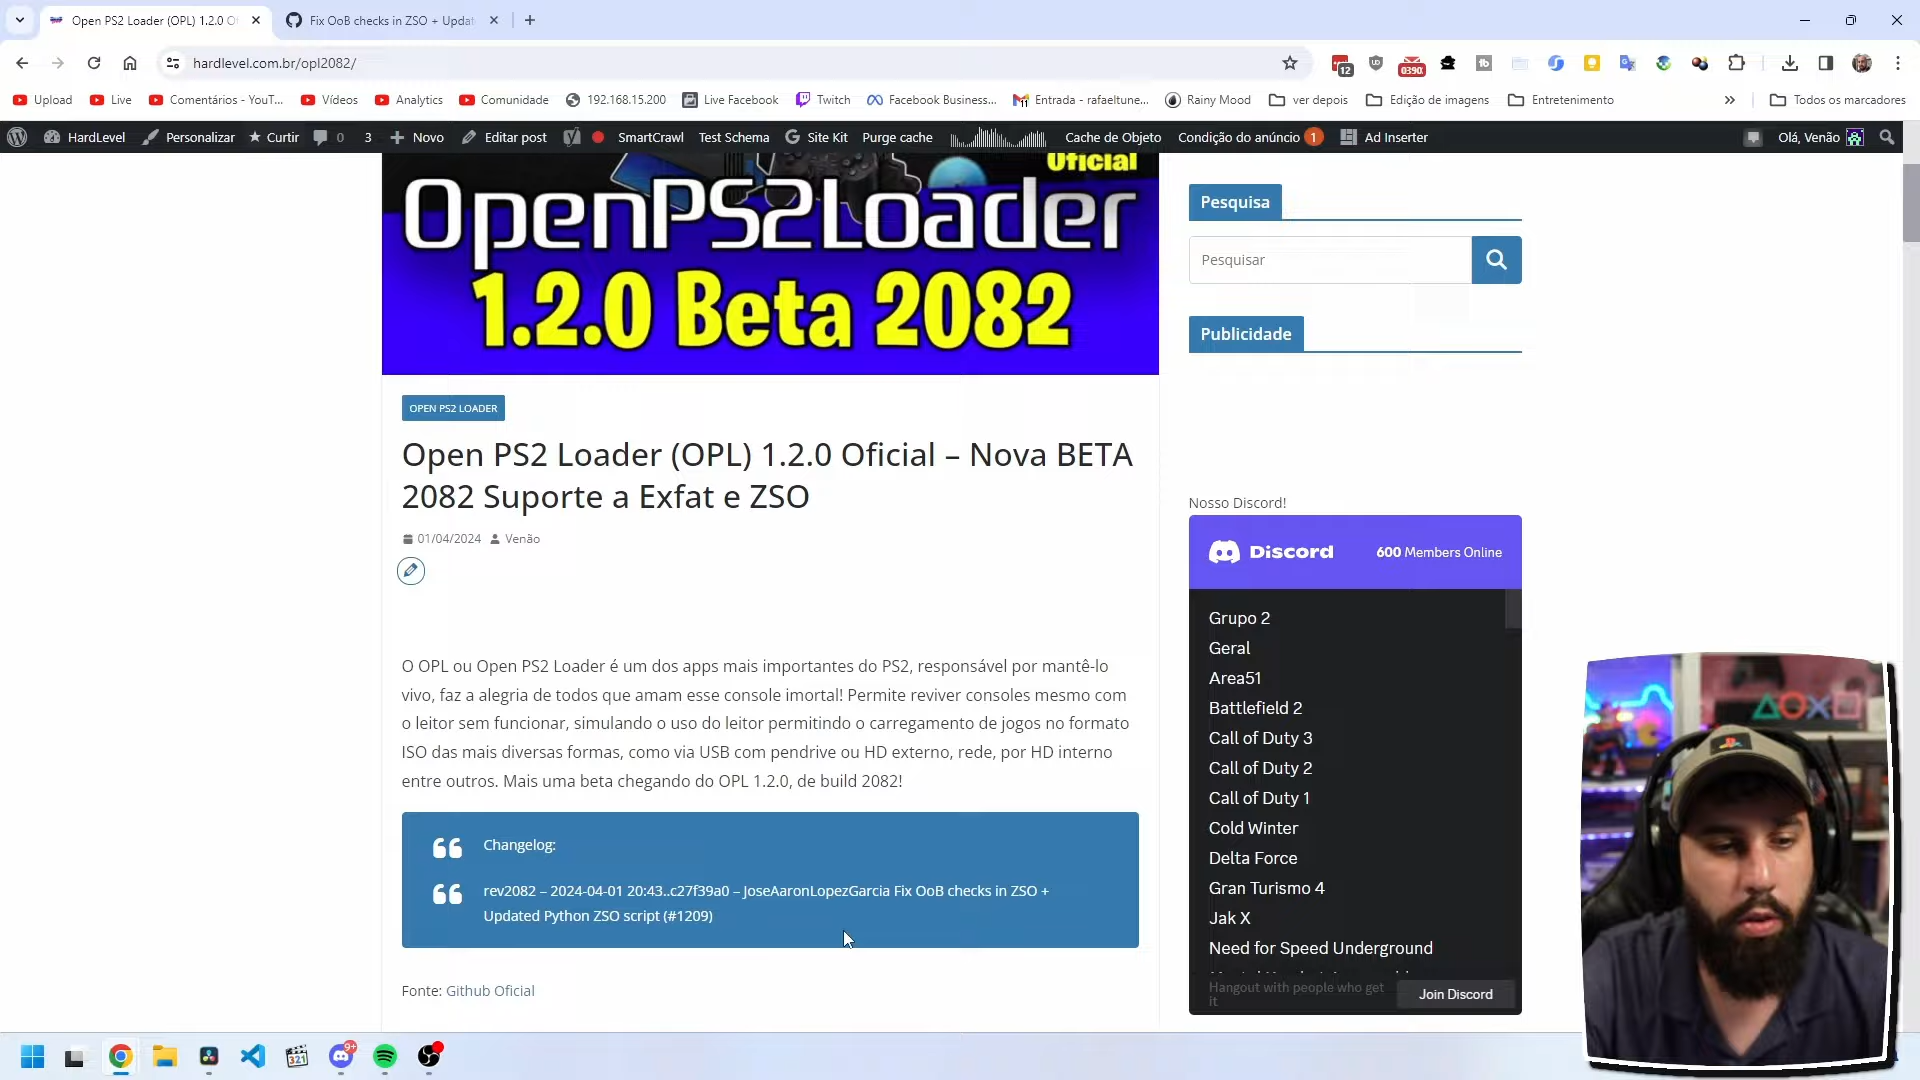 Open PS2 Loader (OPL) 1.2.0 O
Fix OoB checks in ZSO + Updat
hardlevel.com.br/opl2082/
12
0390
Upload
Live
Comentários - YouT...
Vídeos
Analytics
Comunidade
192.168.15.200
Live Facebook
Twitch
Facebook Business...
Entrada - rafaeltune...
Rainy Mood
ver depois
Edição de imagens
Entretenimento
Todos os marcadores
HardLevel
Personalizar
Curtir
0
3
Novo
Editar post
SmartCrawl
Test Schema
Site Kit
Purge cache
Cache de Objeto
Condição do anúncio 1
Ad Inserter
Olá, Venão
Oficial
OpenPS2Loader
1.2.0 Beta 2082
OPEN PS2 LOADER
Open PS2 Loader (OPL) 1.2.0 Oficial – Nova BETA
2082 Suporte a Exfat e ZSO
01/04/2024 Venão
O OPL ou Open PS2 Loader é um dos apps mais importantes do PS2, responsável por mantê-lo
vivo, faz a alegria de todos que amam esse console imortal! Permite reviver consoles mesmo com
o leitor sem funcionar, simulando o uso do leitor permitindo o carregamento de jogos no formato
ISO das mais diversas formas, como via USB com pendrive ou HD externo, rede, por HD interno
entre outros. Mais uma beta chegando do OPL 1.2.0, de build 2082!
Changelog:
rev2082 – 2024-04-01 20:43..c27f39a0 – JoseAaronLopezGarcia Fix OoB checks in ZSO +
Updated Python ZSO script (#1209)
Fonte: Github Oficial
Pesquisa
Pesquisar
Publicidade
Nosso Discord!
Discord
600 Members Online
Grupo 2
Geral
Area51
Battlefield 2
Call of Duty 3
Call of Duty 2
Call of Duty 1
Cold Winter
Delta Force
Gran Turismo 4
Jak X
Need for Speed Underground
Hangout with people who get
it
Join Discord
321
9+